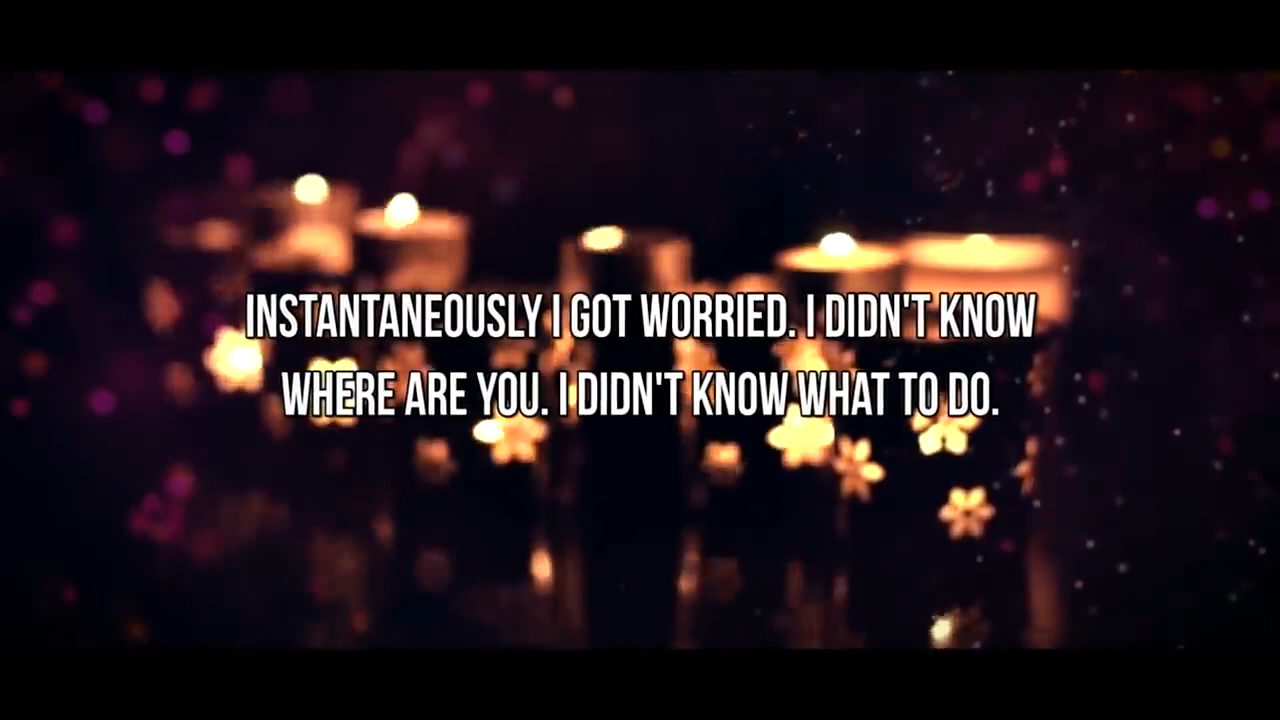 INSTANTANEOUSLY I GOT WORRIED. I DIDN'T KNOW
WHERE ARE YOU. I DIDN'T KNOW WHAT TO DO.